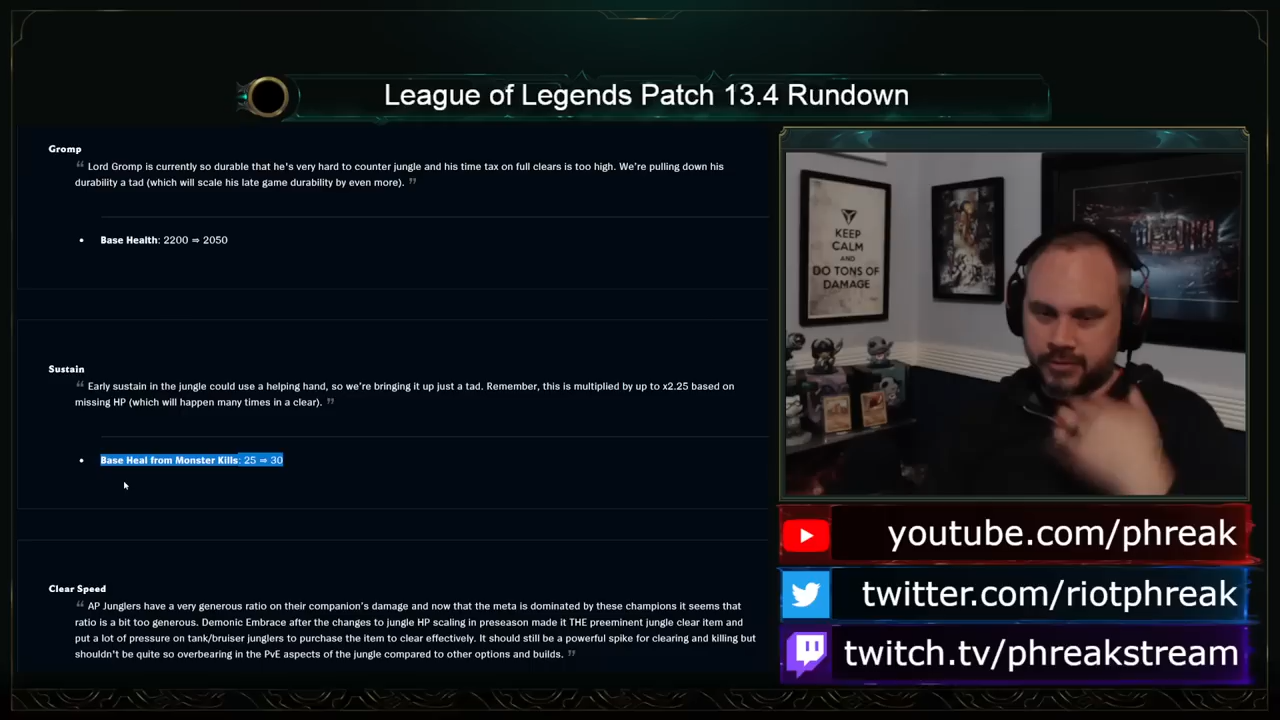 League of Legends Patch 13.4 Rundown
Gromp
“ Lord Gromp is currently so durable that he's very hard to counter jungle and his time tax on full clears is too high. We're pulling down his
durability a tad (which will scale his late game durability by even more). ”
• Base Health: 2200 ⇒ 2050
Sustain
“ Early sustain in the jungle could use a helping hand, so we're bringing it up just a tad. Remember, this is multiplied by up to x2.25 based on
missing HP (which will happen many times in a clear). ”
• Base Heal from Monster Kills: 25 ⇒ 30
Clear Speed
“ AP Junglers have a very generous ratio on their companion's damage and now that the meta is dominated by these champions it seems that
ratio is a bit too generous. Demonic Embrace after the changes to jungle HP scaling in preseason made it THE preeminent jungle clear item and
put a lot of pressure on tank/bruiser junglers to purchase the item to clear effectively. It should still be a powerful spike for clearing and killing but
shouldn't be quite so overbearing in the PvE aspects of the jungle compared to other options and builds. ”
KEEP
CALM
AND
DO TONS OF
DAMAGE
youtube.com/phreak
twitter.com/riotphreak
twitch.tv/phreakstream